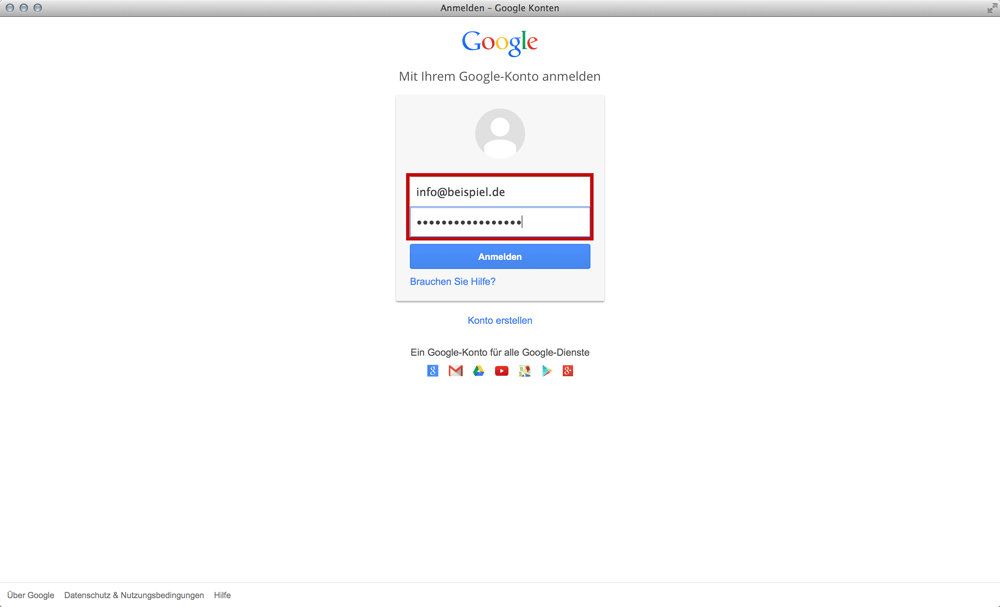 Anmelden – Google Konten
Google
Mit Ihrem Google-Konto anmelden
info@beispiel.de
•••••••••••••••••
Anmelden
Brauchen Sie Hilfe?
Konto erstellen
Ein Google-Konto für alle Google-Dienste
Über Google Datenschutz & Nutzungsbedingungen Hilfe